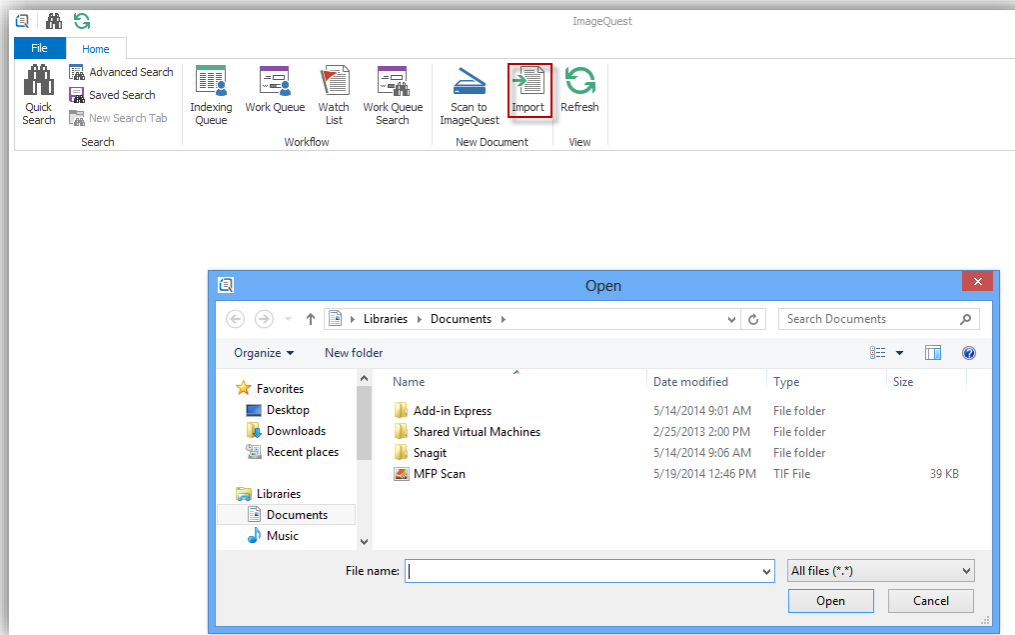 ImageQuest
File Home
Quick Search
Advanced Search
Saved Search
New Search Tab
Search
Indexing Queue
Work Queue
Watch List
Work Queue Search
Workflow
Scan to ImageQuest
Import
New Document
Refresh
View
Open
Libraries Documents
Search Documents
Organize New folder
Favorites
Desktop
Downloads
Recent places
Libraries
Documents
Music
Name Date modified Type Size
Add-in Express 5/14/2014 9:01 AM File folder
Shared Virtual Machines 2/25/2013 2:00 PM File folder
Snagit 5/14/2014 9:06 AM File folder
MFP Scan 5/19/2014 12:46 PM TIF File 39 KB
File name: All files (*.*)
Open Cancel